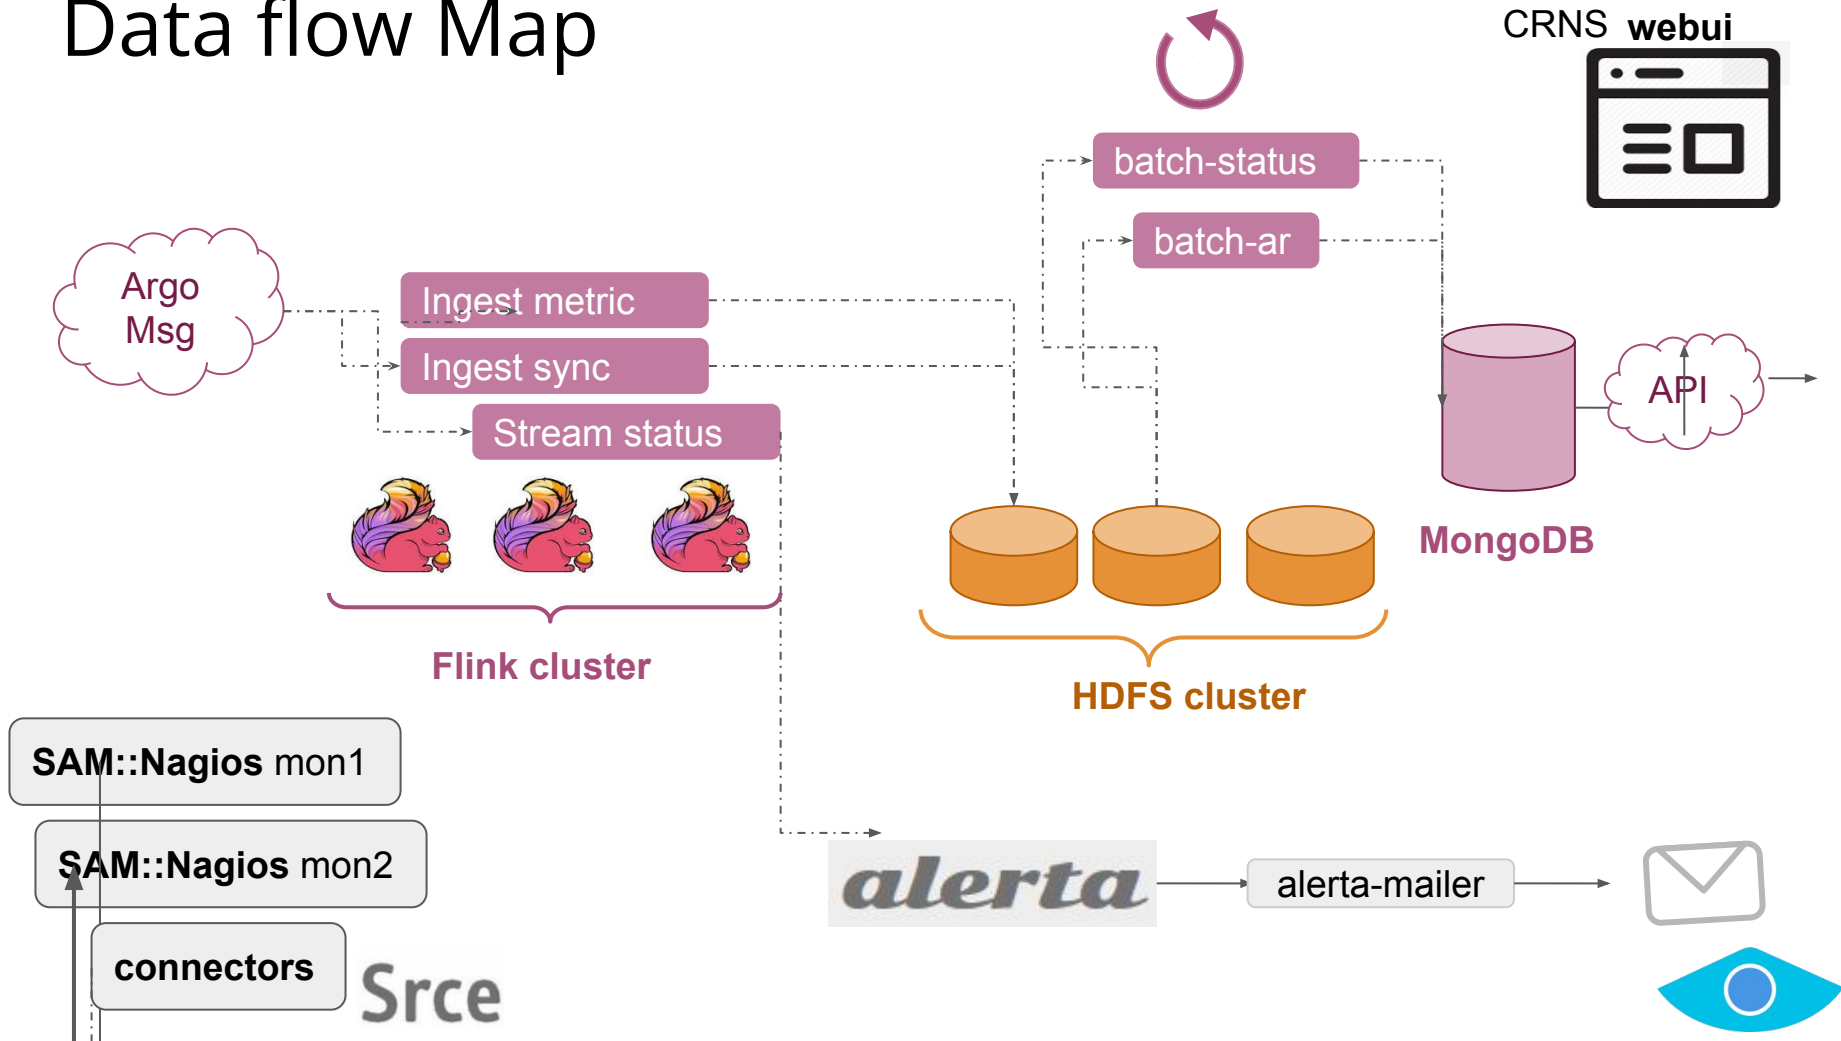 Data flow Map
CRNS webui
batch-status
batch-ar
Argo
Msg
Ingest metric
Ingest sync
Stream status
API
MongoDB
Flink cluster
HDFS cluster
SAM::Nagios mon1
SAM::Nagios mon2
connectors
Srce
alerta
alerta-mailer